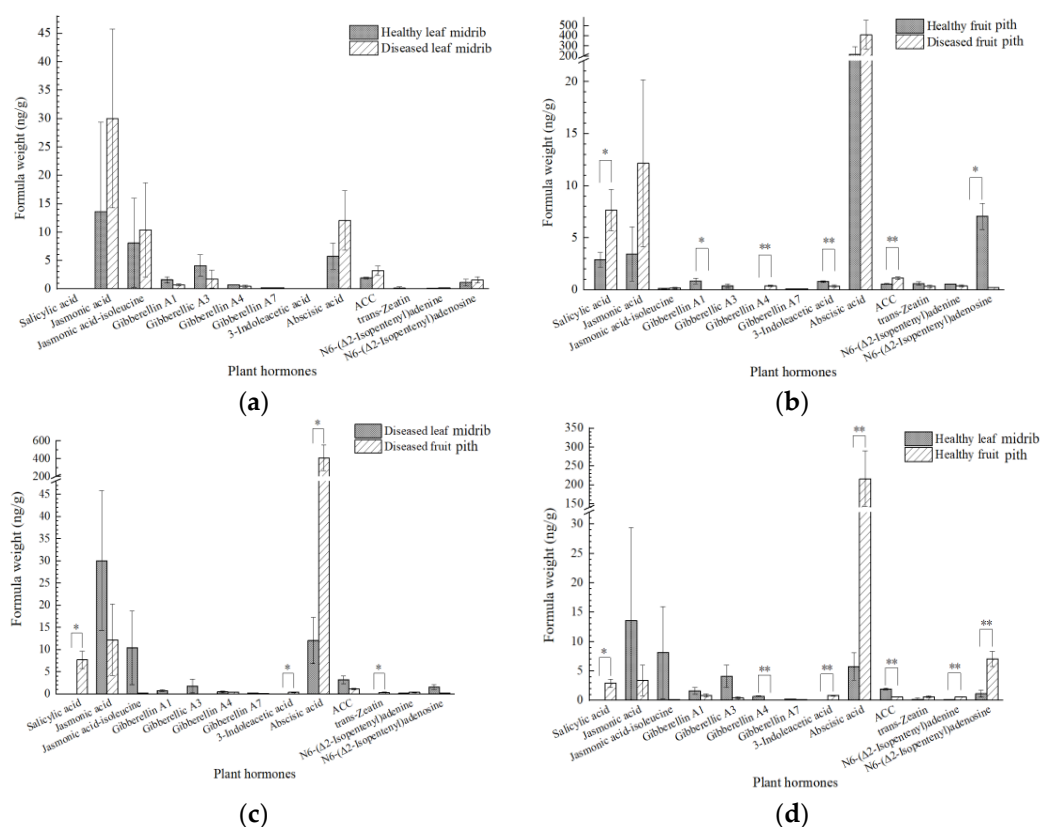 (a)
Healthy leaf midrib
Diseased leaf midrib
Formula weight (ng/g)
45
40
35
30
25
20
15
10
5
0
Salicylic acid
Jasmonic acid
Jasmonic acid-isoleucine
Gibberellin A1
Gibberellic A3
Gibberellin A4
Gibberellin A7
3-Indoleacetic acid
Abscisic acid
ACC
trans-Zeatin
N6-(Δ2-Isopentenyl)adenine
N6-(Δ2-Isopentenyl)adenosine
Plant hormones
(a)
Healthy fruit pith
Diseased fruit pith
Formula weight (ng/g)
500
400
300
200
20
15
10
5
0
*
*
**
**
**
*
Salicylic acid
Jasmonic acid
Jasmonic acid-isoleucine
Gibberellin A1
Gibberellic A3
Gibberellin A4
Gibberellin A7
3-Indoleacetic acid
Abscisic acid
ACC
trans-Zeatin
N6-(Δ2-Isopentenyl)adenine
N6-(Δ2-Isopentenyl)adenosine
Plant hormones
(b)
Diseased leaf midrib
Diseased fruit pith
Formula weight (ng/g)
600
400
200
45
40
35
30
25
20
15
10
5
0
*
*
*
*
Salicylic acid
Jasmonic acid
Jasmonic acid-isoleucine
Gibberellin A1
Gibberellic A3
Gibberellin A4
Gibberellin A7
3-Indoleacetic acid
Abscisic acid
ACC
trans-Zeatin
N6-(Δ2-Isopentenyl)adenine
N6-(Δ2-Isopentenyl)adenosine
Plant hormones
(c)
Healthy leaf midrib
Healthy fruit pith
Formula weight (ng/g)
350
300
250
200
150
100
30
25
20
15
10
5
0
*
**
**
**
**
**
**
Salicylic acid
Jasmonic acid
Jasmonic acid-isoleucine
Gibberellin A1
Gibberellic A3
Gibberellin A4
Gibberellin A7
3-Indoleacetic acid
Abscisic acid
ACC
trans-Zeatin
N6-(Δ2-Isopentenyl)adenine
N6-(Δ2-Isopentenyl)adenosine
Plant hormones
(d)